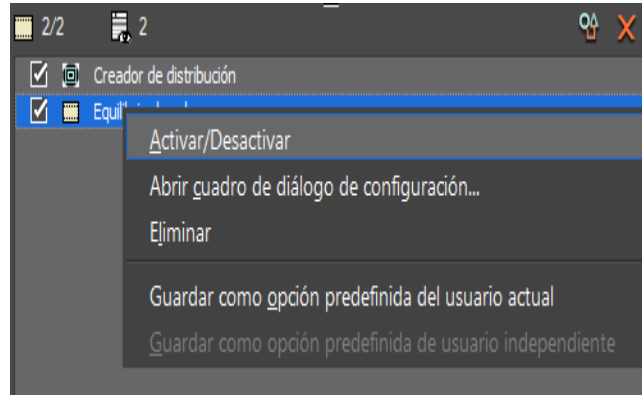 2/2 2
Creador de distribución
Activar/Desactivar
Abrir cuadro de diálogo de configuración...
Eliminar
Guardar como opción predefinida del usuario actual
Guardar como opción predefinida de usuario independiente